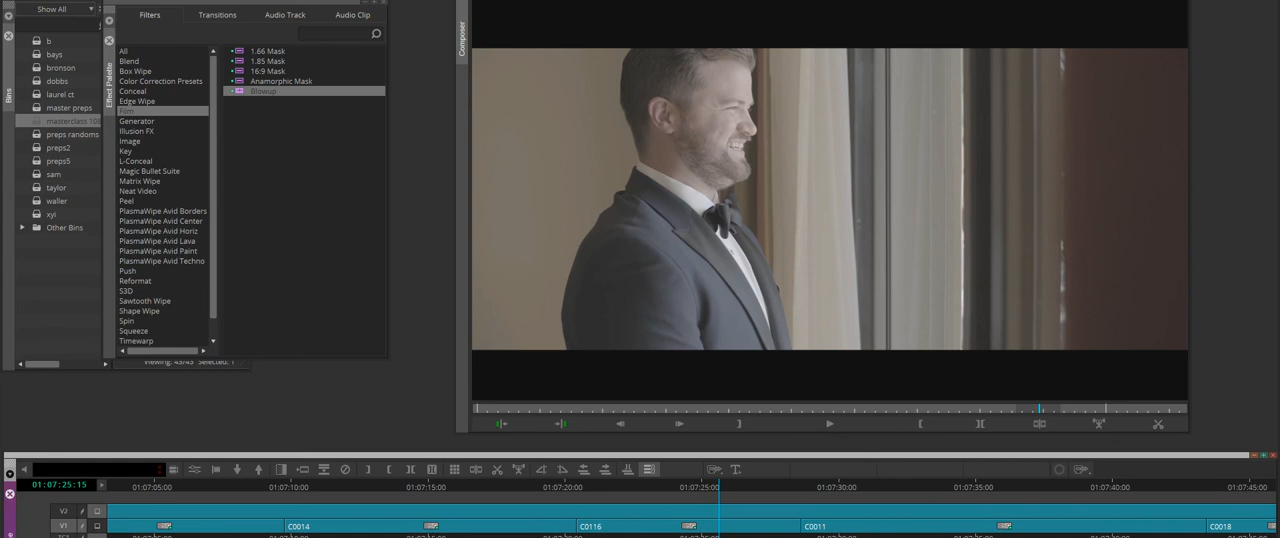 Show All
Bins
b
bays
bronson
dobbs
laurel ct
master preps
masterclass 108
preps randoms
preps2
preps5
sam
taylor
waller
xyi
Other Bins
Effect Palette
Filters
Transitions
Audio Track
Audio Clip
All
Blend
Box Wipe
Color Correction Presets
Conceal
Edge Wipe
Film
Generator
Illusion FX
Image
Key
L-Conceal
Magic Bullet Suite
Matrix Wipe
Neat Video
Peel
PlasmaWipe Avid Borders
PlasmaWipe Avid Center
PlasmaWipe Avid Horiz
PlasmaWipe Avid Lava
PlasmaWipe Avid Paint
PlasmaWipe Avid Techno
Push
Reformat
S3D
Sawtooth Wipe
Shape Wipe
Spin
Squeeze
Timewarp
1.66 Mask
1.85 Mask
16:9 Mask
Anamorphic Mask
Blowup
Viewing: 43/43 Selected: 1
Composer
01:07:25:15
01:07:05:00
01:07:10:00
01:07:15:00
01:07:20:00
01:07:25:00
01:07:30:00
01:07:35:00
01:07:40:00
01:07:45:00
V2
V1
C0014
C0116
C0011
C0018